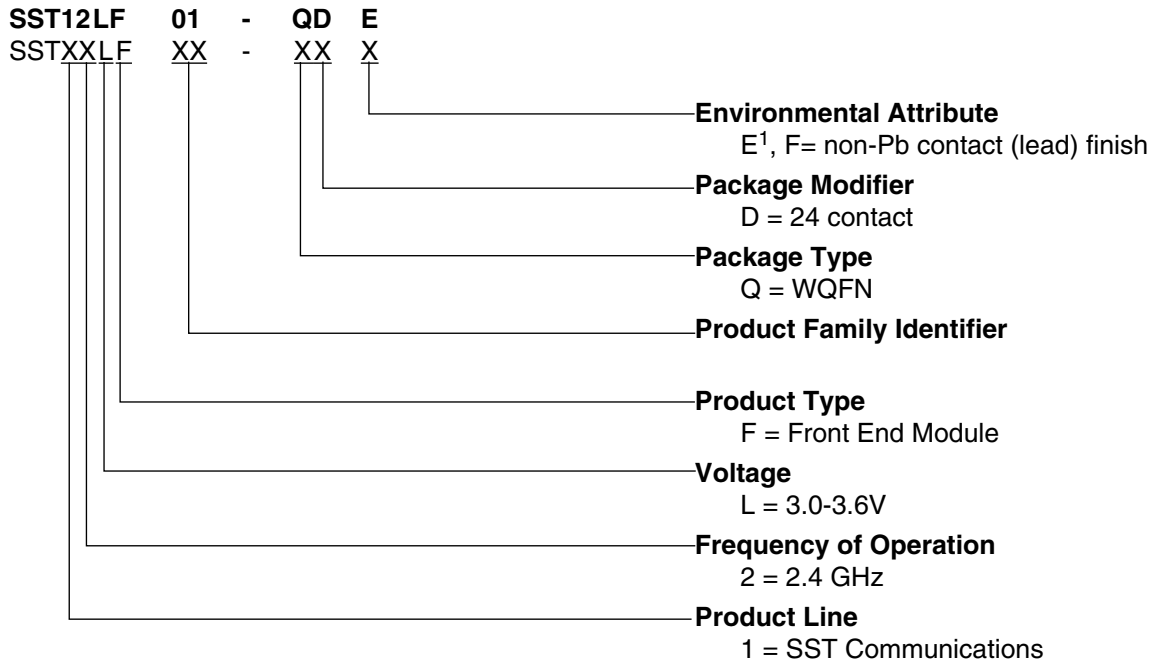 SST12LF 01 - QD E
SSTXXLF XX - XX X
Environmental Attribute
E¹, F= non-Pb contact (lead) finish
Package Modifier
D = 24 contact
Package Type
Q = WQFN
Product Family Identifier
Product Type
F = Front End Module
Voltage
L = 3.0-3.6V
Frequency of Operation
2 = 2.4 GHz
Product Line
1 = SST Communications